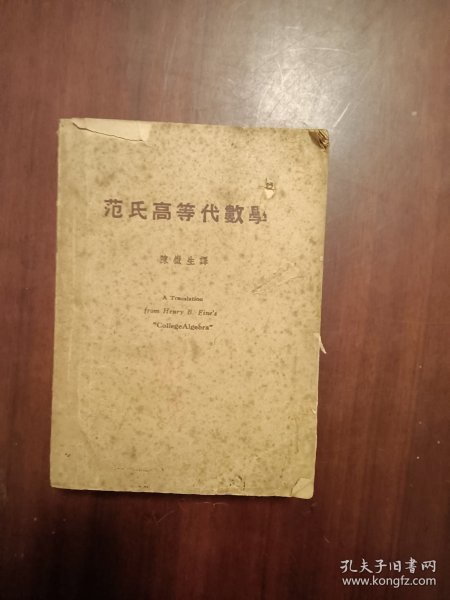 范氏高等代數學
陳傲生譯
A Translation
from Henry B. Fine's
"CollegeAlgebra"
孔夫子旧书网
www.kongfz.com